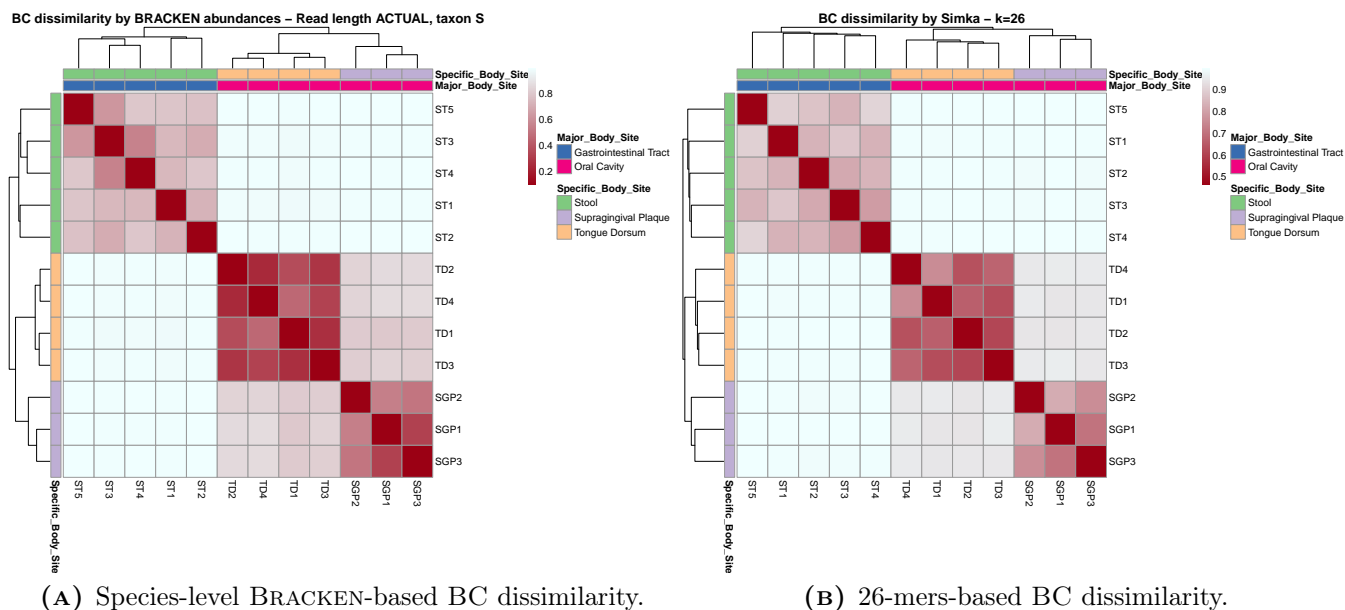 BC dissimilarity by BRACKEN abundances – Read length ACTUAL, taxon S
Specific_Body_Site
Major_Body_Site
ST5
ST3
ST4
ST1
ST2
TD2
TD4
TD1
TD3
SGP2
SGP1
SGP3
ST5
ST3
ST4
ST1
ST2
TD2
TD4
TD1
TD3
SGP2
SGP1
SGP3
Specific_Body_Site
0.8
0.6
0.4
0.2
Major_Body_Site
Gastrointestinal Tract
Oral Cavity
Specific_Body_Site
Stool
Supragingival Plaque
Tongue Dorsum
(A) Species-level BRACKEN-based BC dissimilarity.
BC dissimilarity by Simka – k=26
Specific_Body_Site
Major_Body_Site
ST5
ST1
ST2
ST3
ST4
TD4
TD1
TD2
TD3
SGP2
SGP1
SGP3
ST5
ST1
ST2
ST3
ST4
TD4
TD1
TD2
TD3
SGP2
SGP1
SGP3
Specific_Body_Site
0.9
0.8
0.7
0.6
0.5
Major_Body_Site
Gastrointestinal Tract
Oral Cavity
Specific_Body_Site
Stool
Supragingival Plaque
Tongue Dorsum
(B) 26-mers-based BC dissimilarity.